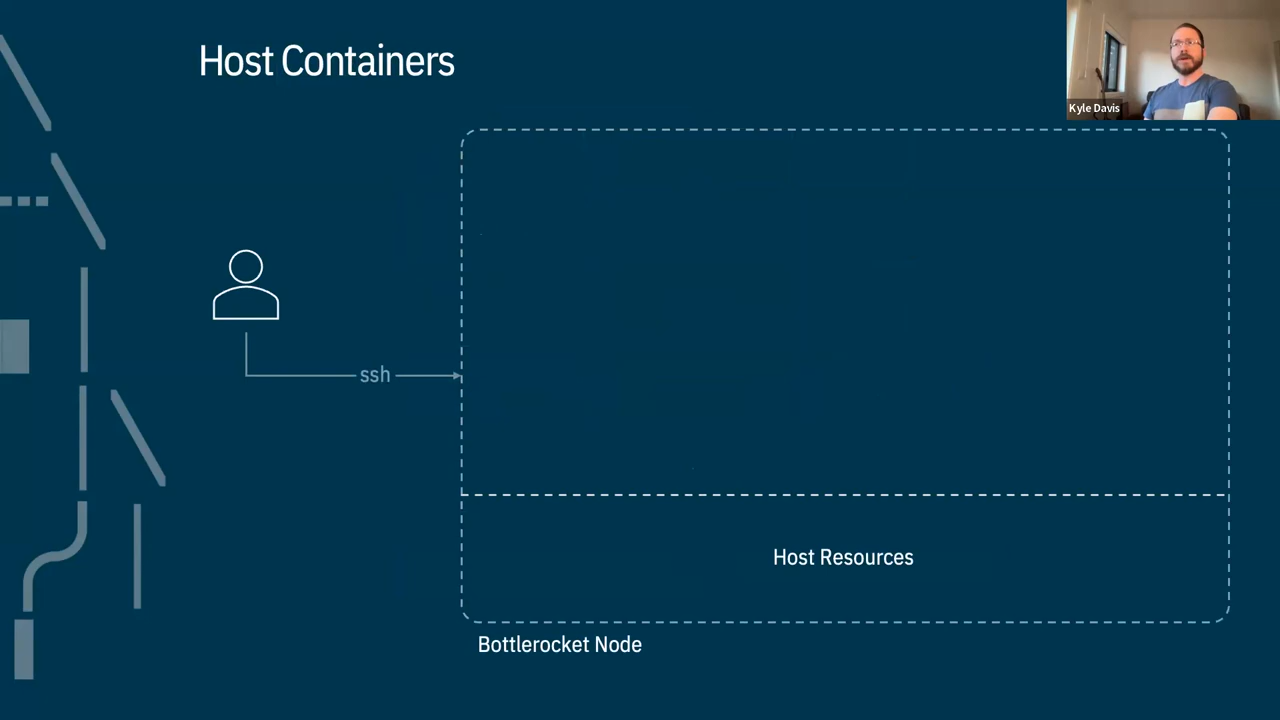 Host Containers
Kyle Davis
ssh
Host Resources
Bottlerocket Node